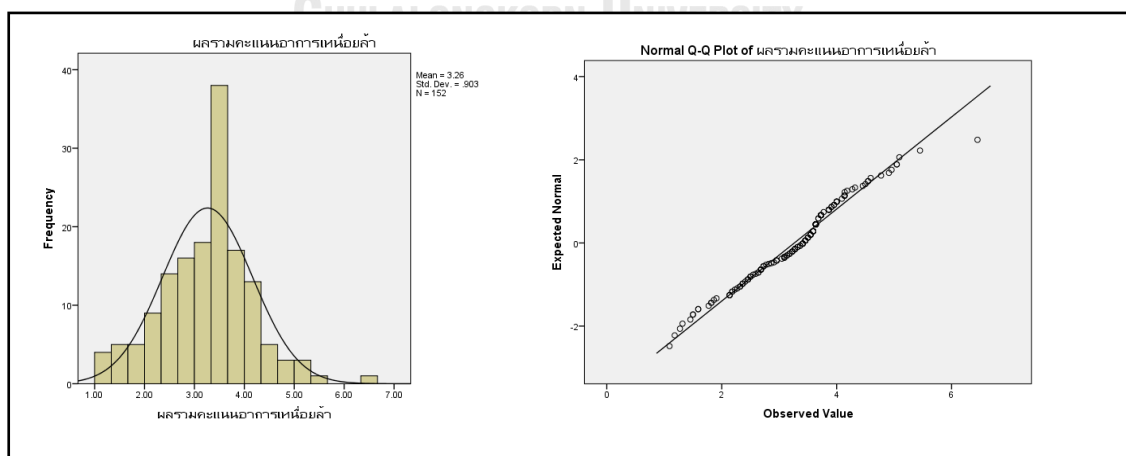 CHULALONGKORN UNIVERSITY
ผลรวมคะแนนอาการเหนื่อยล้า
Mean = 3.26
Std. Dev. = .903
N = 152
Frequency
40
30
20
10
0
1.00 2.00 3.00 4.00 5.00 6.00 7.00
ผลรวมคะแนนอาการเหนื่อยล้า
Normal Q-Q Plot of ผลรวมคะแนนอาการเหนื่อยล้า
Expected Normal
4
2
0
-2
0 2 4 6
Observed Value